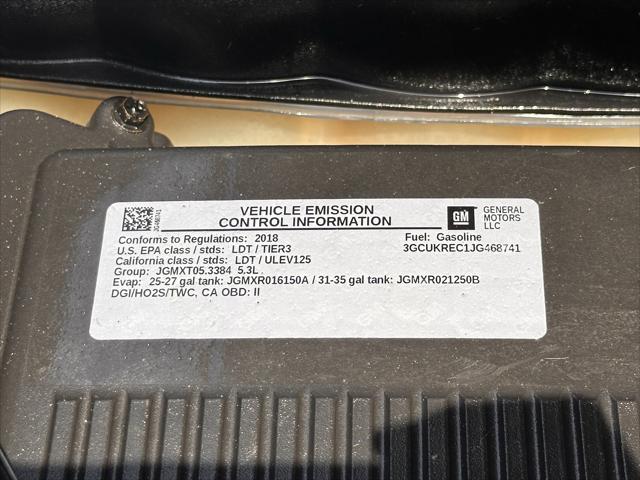 JG468741
VEHICLE EMISSION
CONTROL INFORMATION
GM
GENERAL
MOTORS
LLC
Conforms to Regulations: 2018
Fuel: Gasoline
U.S. EPA class / stds: LDT / TIER3
3GCUKREC1JG468741
California class / stds: LDT / ULEV125
Group: JGMXT05.3384 5.3L
Evap: 25-27 gal tank: JGMXR016150A / 31-35 gal tank: JGMXR021250B
DGI/HO2S/TWC, CA OBD: II